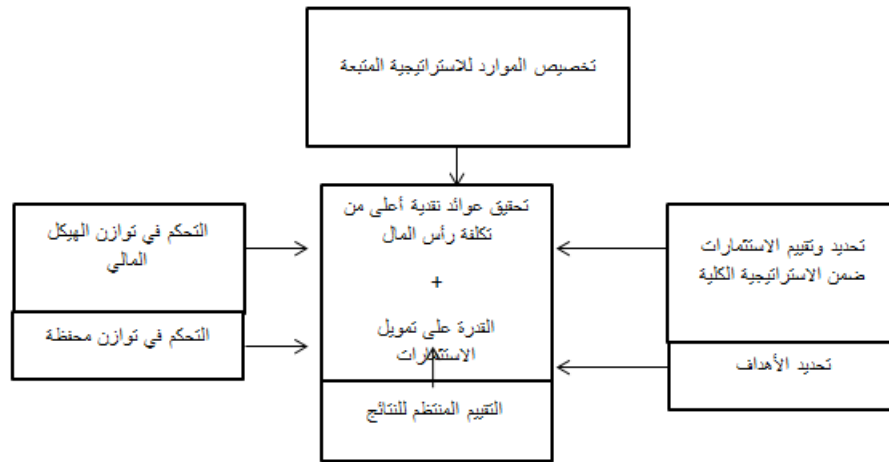 تخصيص الموارد للاستراتيجية المتبعة
تحديد وتقييم الاستثمارات
ضمن الاستراتيجية الكلية
تحديد الأهداف
تحقيق عوائد نقدية أعلى من
تكلفة رأس المال
+
القدرة على تمويل
الاستثمارات
التقييم المنتظم للنتائج
التحكم في توازن الهيكل
المالي
التحكم في توازن محفظة